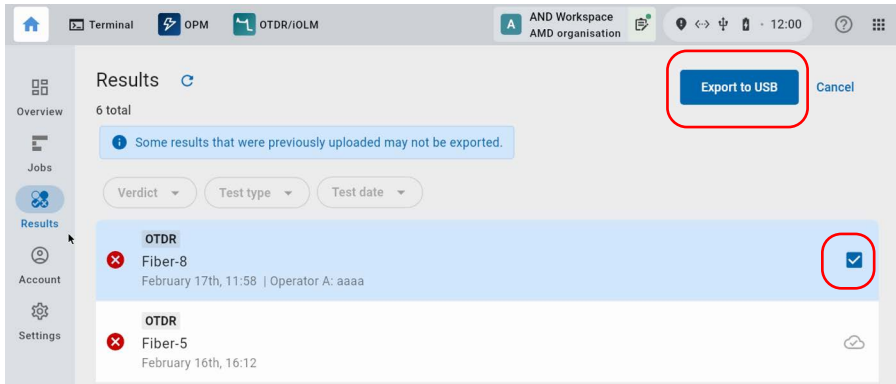 Terminal
OPM
OTDR/iOLM
A
AND Workspace
AMD organisation
12:00
Overview
Jobs
Results
Account
Settings
Results
6 total
Export to USB
Cancel
Some results that were previously uploaded may not be exported.
Verdict
Test type
Test date
OTDR
Fiber-8
February 17th, 11:58 | Operator A: aaaa
OTDR
Fiber-5
February 16th, 16:12